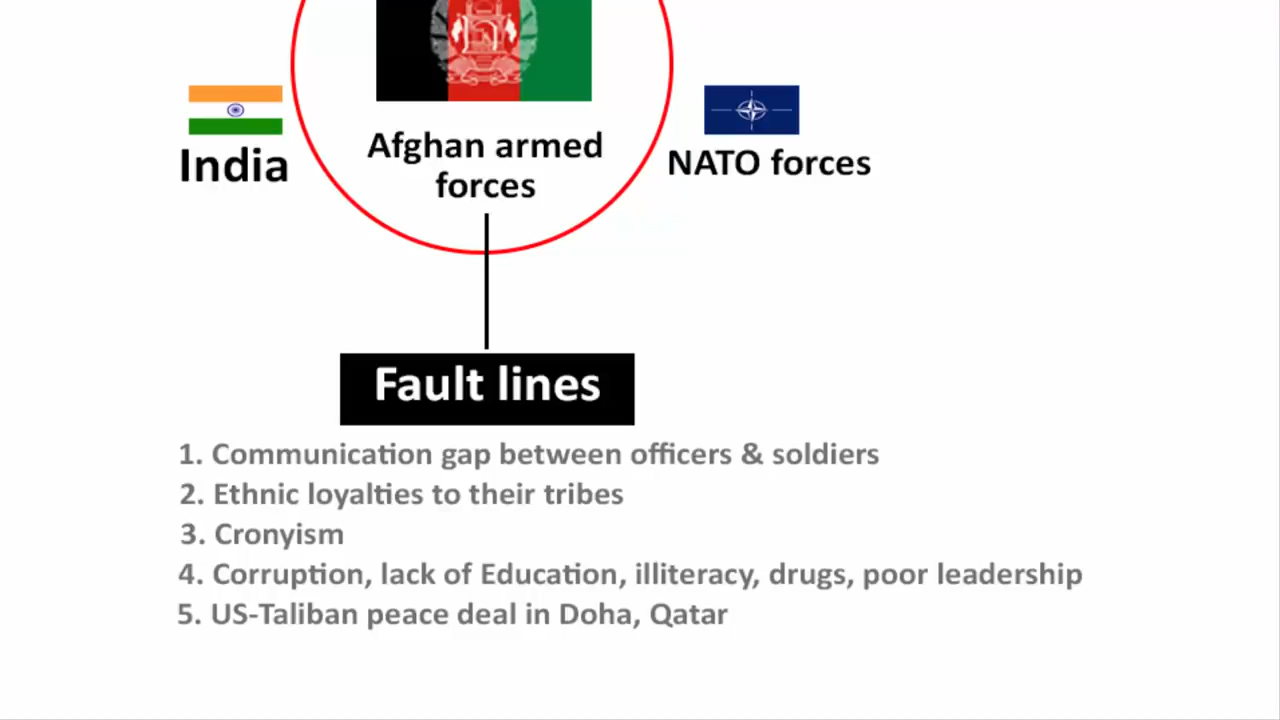 India
Afghan armed
forces
NATO forces
Fault lines
1. Communication gap between officers & soldiers
2. Ethnic loyalties to their tribes
3. Cronyism
4. Corruption, lack of Education, illiteracy, drugs, poor leadership
5. US-Taliban peace deal in Doha, Qatar